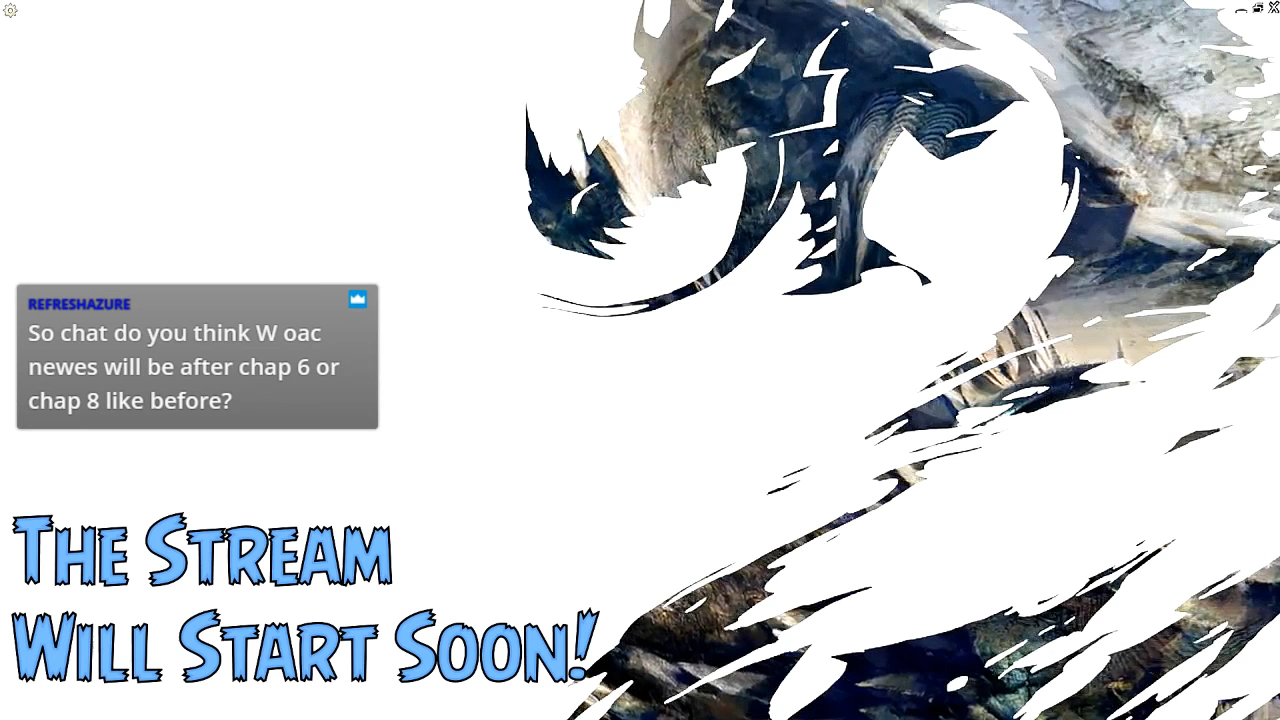 REFRESHAZURE
So chat do you think W oac
newes will be after chap 6 or
chap 8 like before?
The Stream
Will Start Soon!